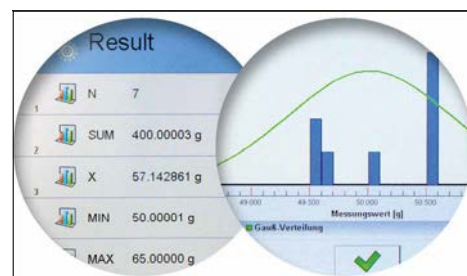 Result
1 N 7
2 SUM 400.00003 g
3 X 57.142861 g
MIN 50.00001 g
MAX 65.00000 g
49.000 49.500 50.000 50.500
Messungswert [g]
Gauß-Verteilung